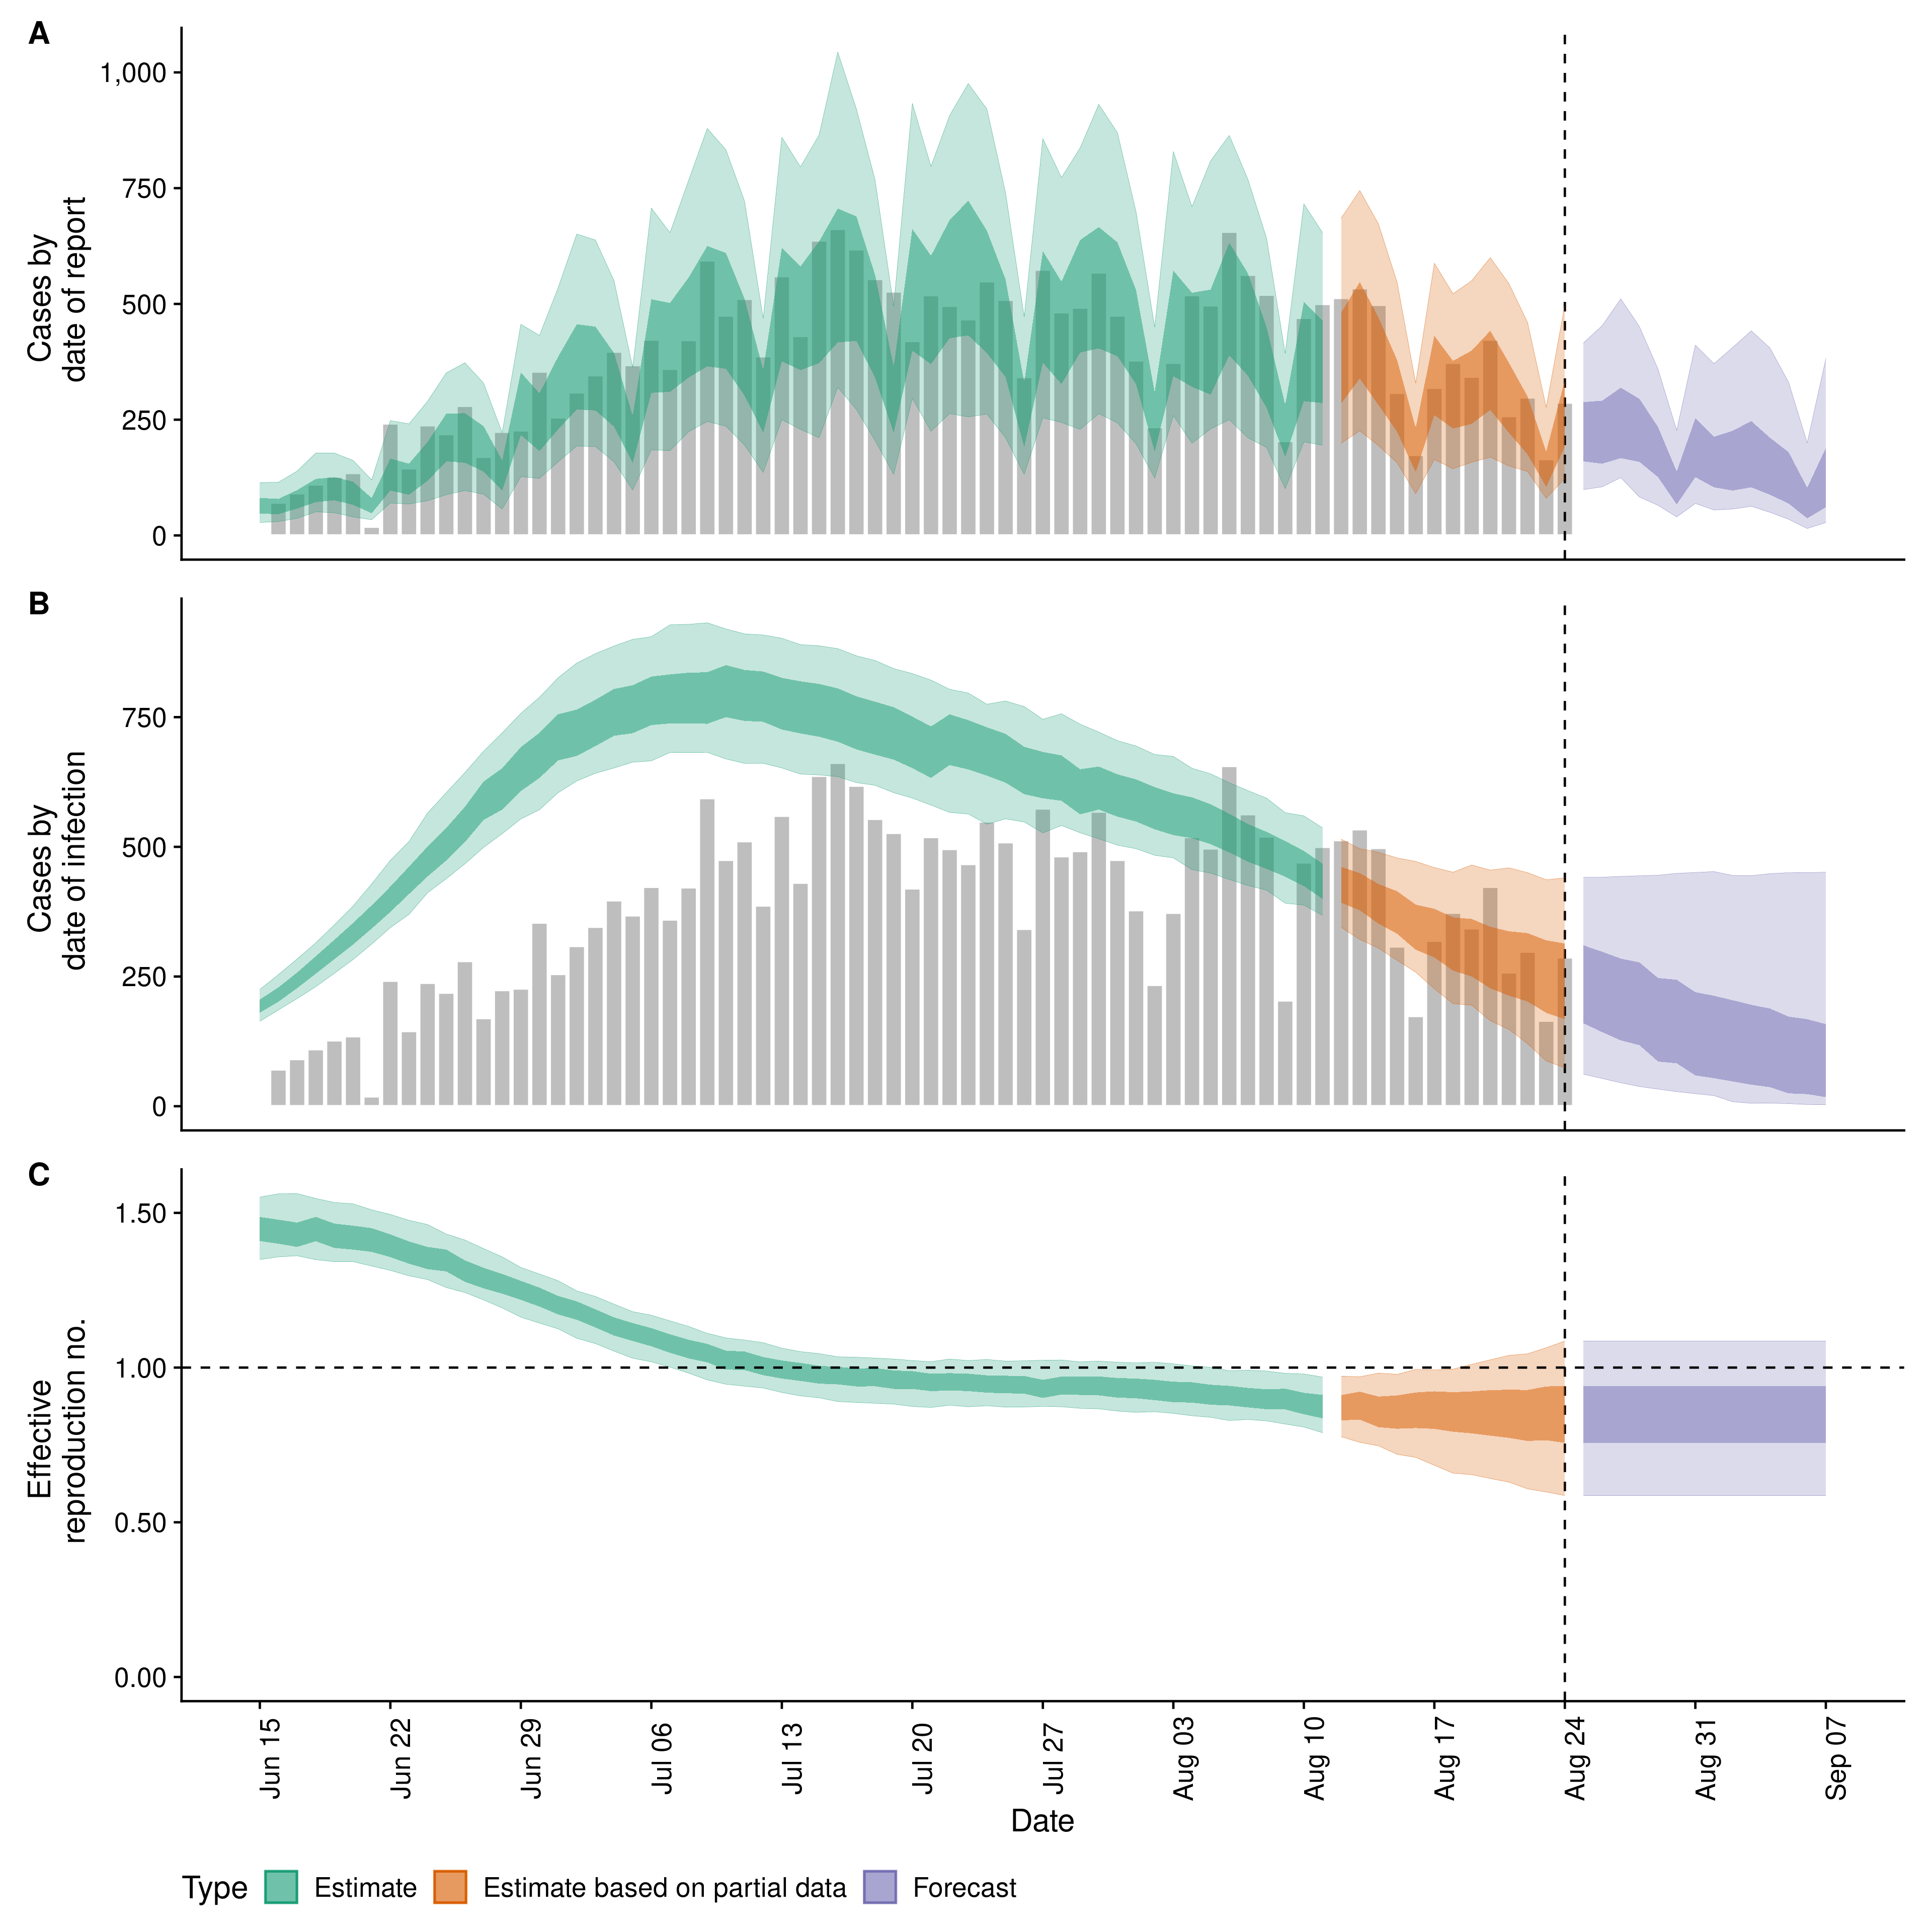 A
1,000
750
500
250
0
Cases by
date of report
B
750
500
250
0
Cases by
date of infection
C
1.50
1.00
0.50
0.00
Effective
reproduction no.
Jun 15
Jun 22
Jun 29
Jul 06
Jul 13
Jul 20
Jul 27
Aug 03
Aug 10
Aug 17
Aug 24
Aug 31
Sep 07
Date
Type Estimate Estimate based on partial data Forecast